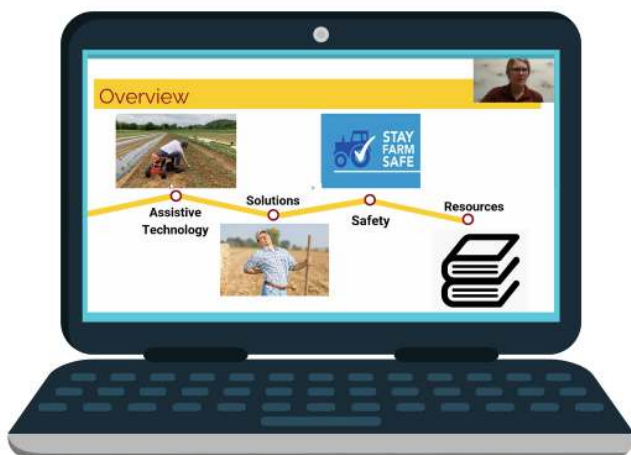 Overview
STAY
FARM
SAFE
Assistive
Technology
Solutions
Safety
Resources